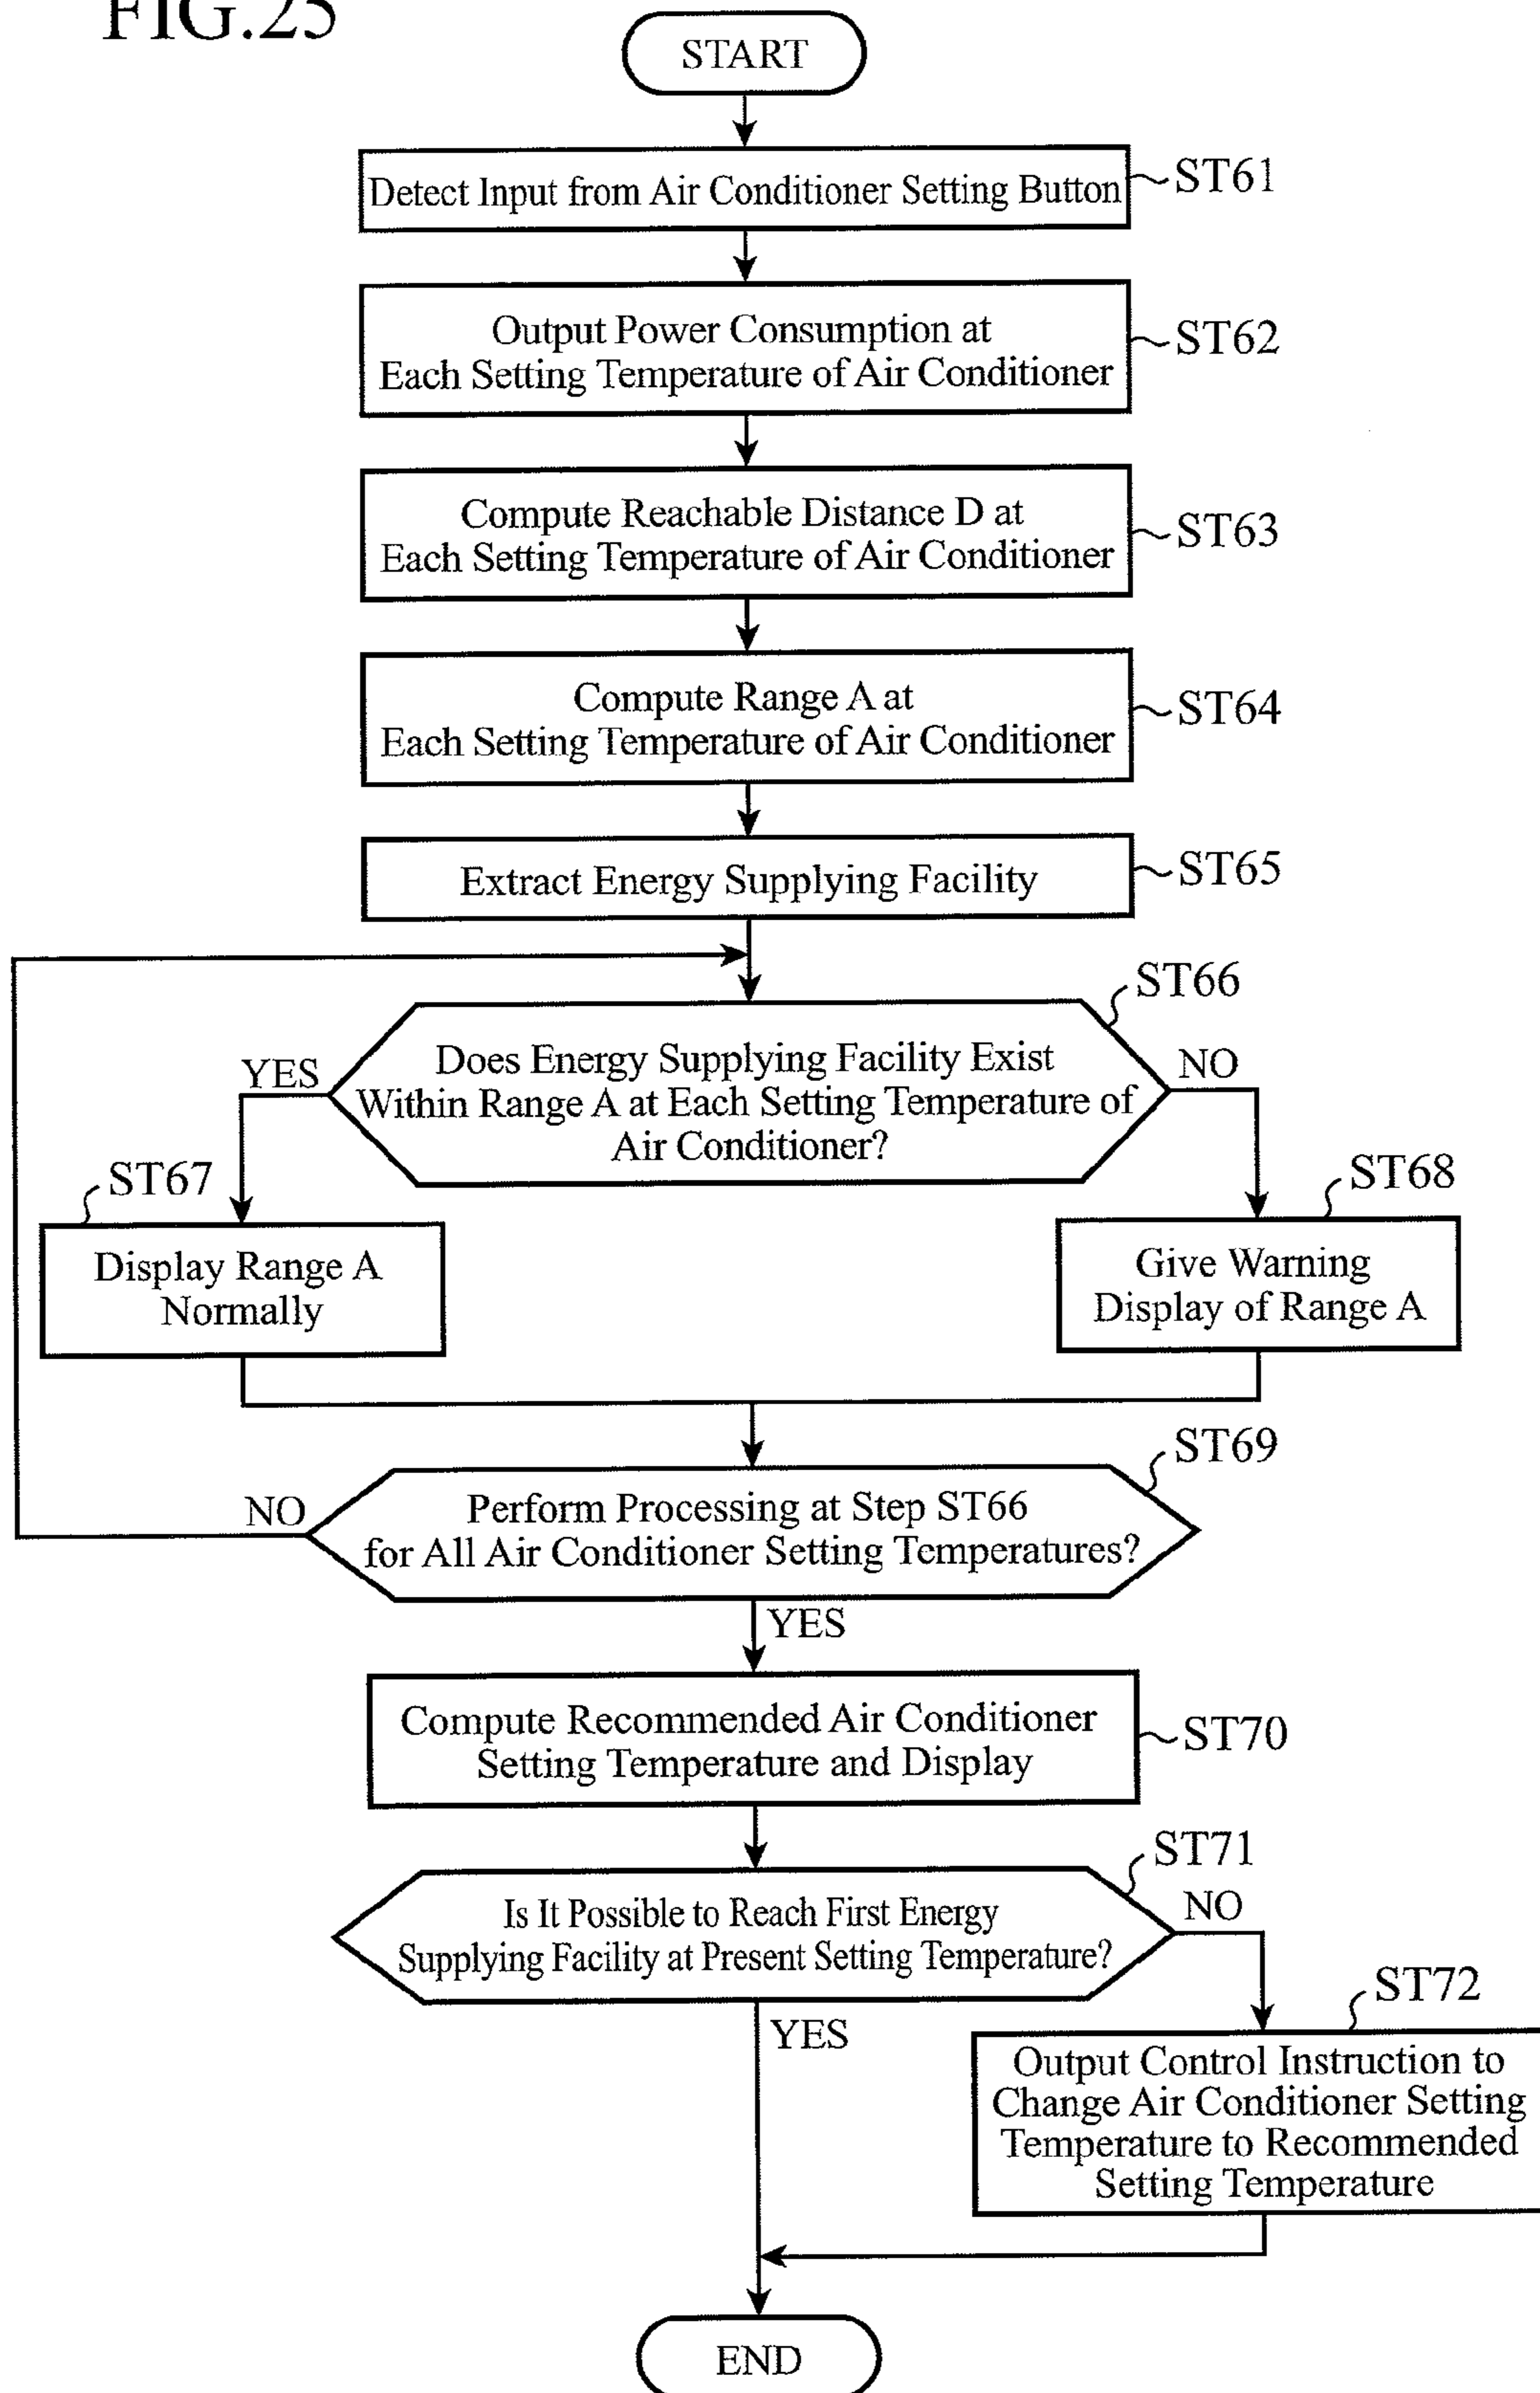 FIG.25
START
Detect Input from Air Conditioner Setting Button
ST61
Output Power Consumption at
Each Setting Temperature of Air Conditioner
ST62
Compute Reachable Distance D at
Each Setting Temperature of Air Conditioner
ST63
Compute Range A at
Each Setting Temperature of Air Conditioner
ST64
Extract Energy Supplying Facility
ST65
ST66
Does Energy Supplying Facility Exist
Within Range A at Each Setting Temperature of
Air Conditioner?
YES
NO
ST67
Display Range A
Normally
ST68
Give Warning
Display of Range A
ST69
Perform Processing at Step ST66
for All Air Conditioner Setting Temperatures?
NO
YES
Compute Recommended Air Conditioner
Setting Temperature and Display
ST70
ST71
Is It Possible to Reach First Energy
Supplying Facility at Present Setting Temperature?
NO
YES
ST72
Output Control Instruction to
Change Air Conditioner Setting
Temperature to Recommended
Setting Temperature
END